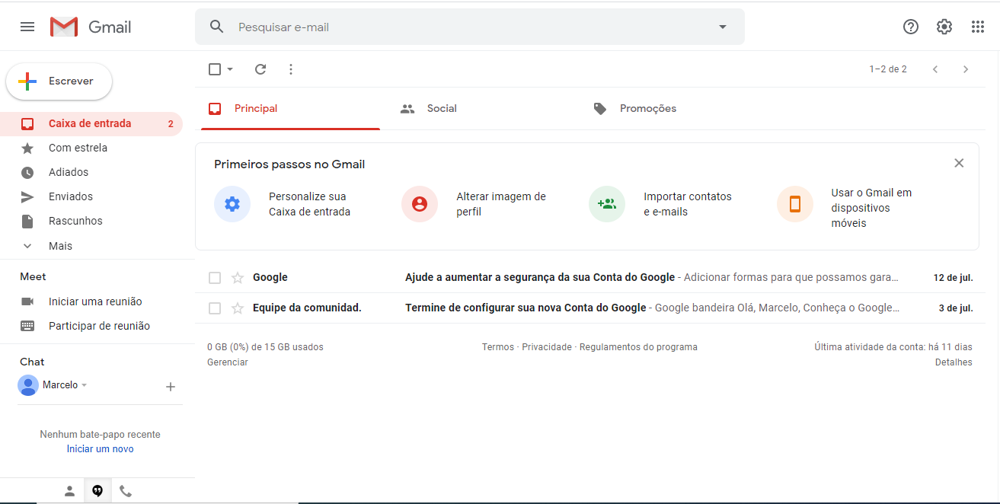 Gmail
Pesquisar e-mail
Escrever
1–2 de 2
Caixa de entrada 2
Com estrela
Adiados
Enviados
Rascunhos
Mais
Meet
Iniciar uma reunião
Participar de reunião
Chat
Marcelo
Nenhum bate-papo recente
Iniciar um novo
Principal
Social
Promoções
Primeiros passos no Gmail
Personalize sua
Caixa de entrada
Alterar imagem de
perfil
Importar contatos
e e-mails
Usar o Gmail em
dispositivos
móveis
Google Ajude a aumentar a segurança da sua Conta do Google - Adicionar formas para que possamos gara… 12 de jul.
Equipe da comunidad. Termine de configurar sua nova Conta do Google - Google bandeira Olá, Marcelo, Conheça o Google… 3 de jul.
0 GB (0%) de 15 GB usados
Gerenciar
Termos · Privacidade · Regulamentos do programa
Última atividade da conta: há 11 dias
Detalhes